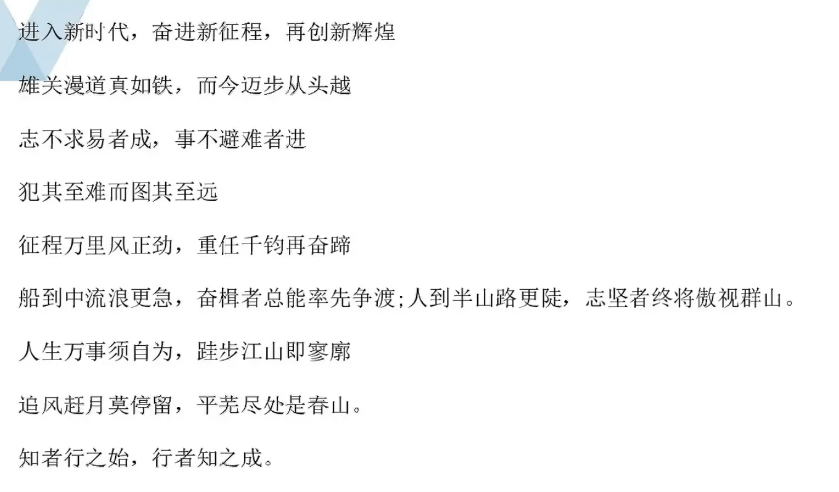 进入新时代，奋进新征程，再创新辉煌
雄关漫道真如铁，而今迈步从头越
志不求易者成，事不避难者进
犯其至难而图其至远
征程万里风正劲，重任千钧再奋蹄
船到中流浪更急，奋楫者总能率先争渡;人到半山路更陡，志坚者终将傲视群山。
人生万事须自为，跬步江山即寥廓
追风赶月莫停留，平芜尽处是春山。
知者行之始，行者知之成。